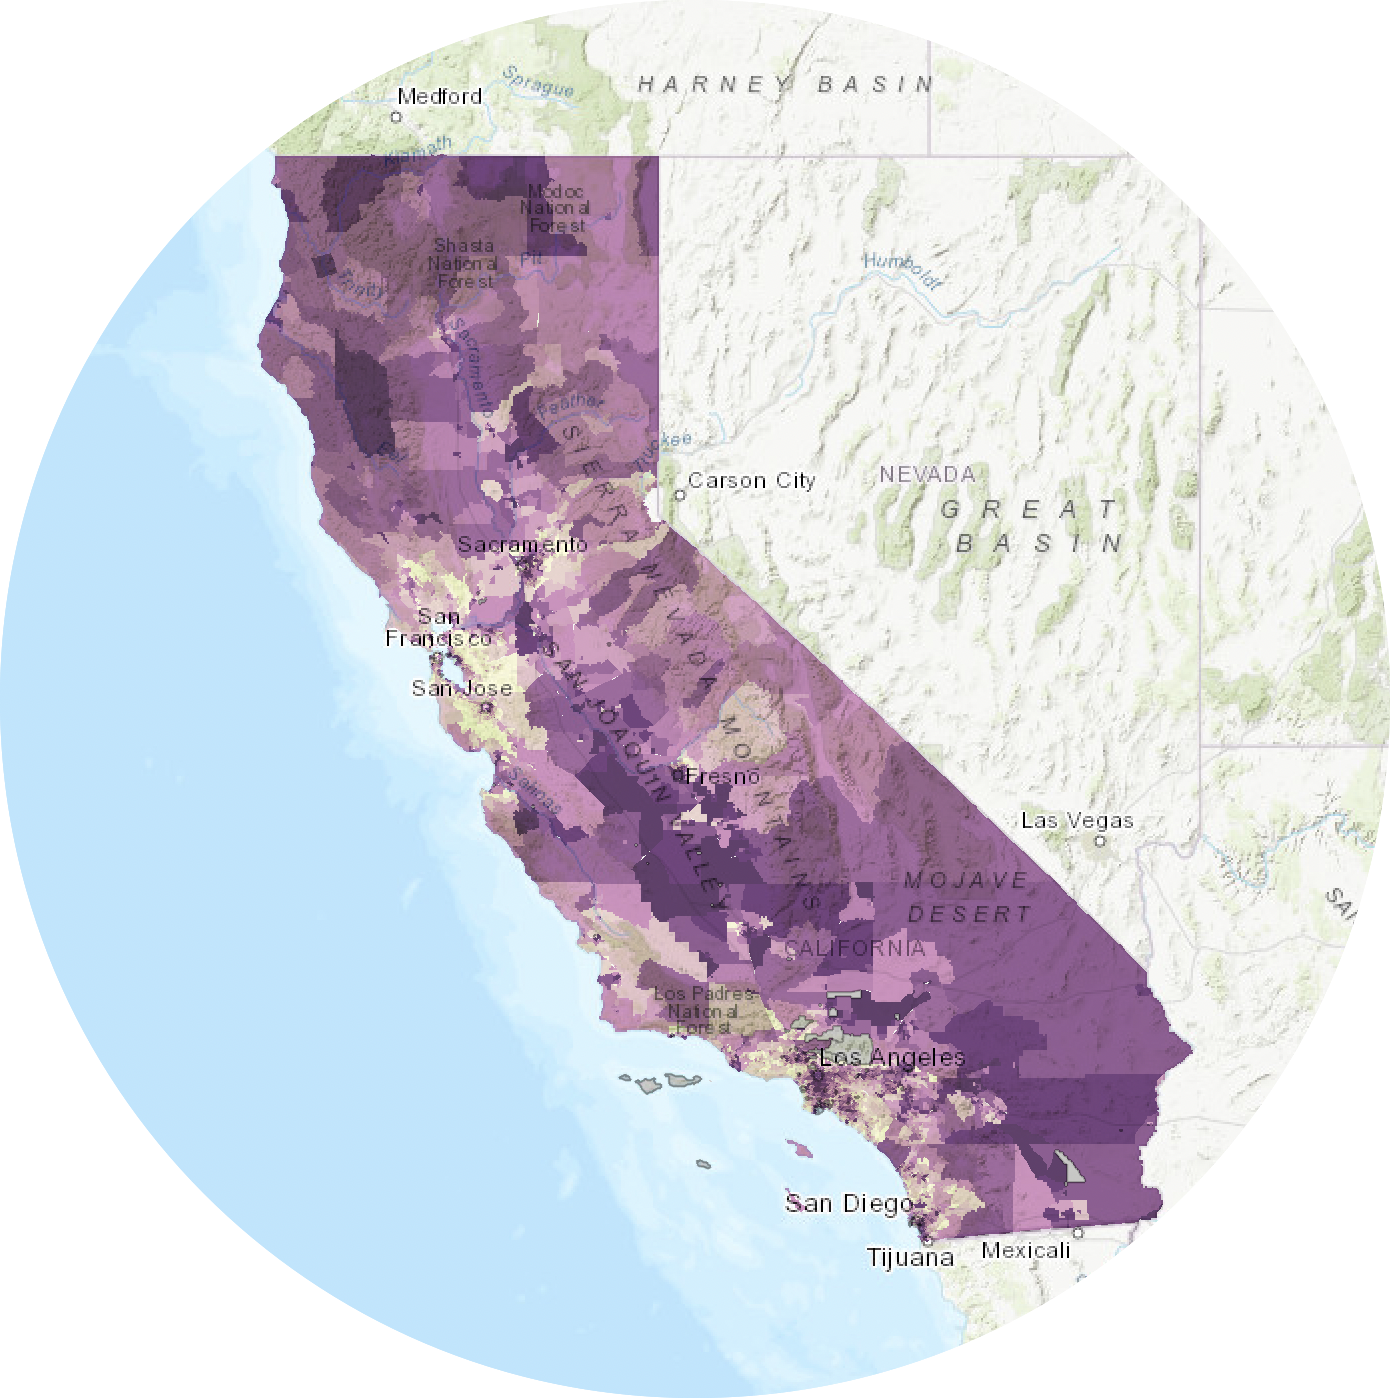 HARNEY BASIN
Sprague
Medford
Klamath
Modoc
National
Forest
Shasta
National
Forest
Pit
Trinity
Humboldt
Sacramento
Feather
Eel
Truckee
Carson City
NEVADA
GREAT
BASIN
SIERRA NEVADA
Sacramento
San
Francisco
San Jose
SAN JOAQUIN VALLEY
MOUNTAINS
Fresno
Salinas
Las Vegas
MOJAVE
DESERT
CALIFORNIA
Los Padres
National
Forest
Los Angeles
San Diego
Tijuana
Mexicali